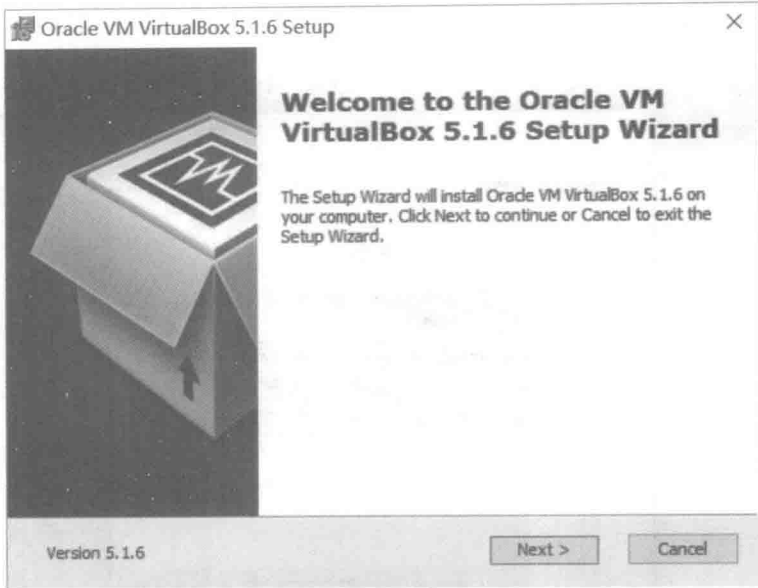 Oracle VM VirtualBox 5.1.6 Setup
Welcome to the Oracle VM
VirtualBox 5.1.6 Setup Wizard
The Setup Wizard will install Oracle VM VirtualBox 5.1.6 on
your computer. Click Next to continue or Cancel to exit the
Setup Wizard.
Version 5.1.6
Next >
Cancel